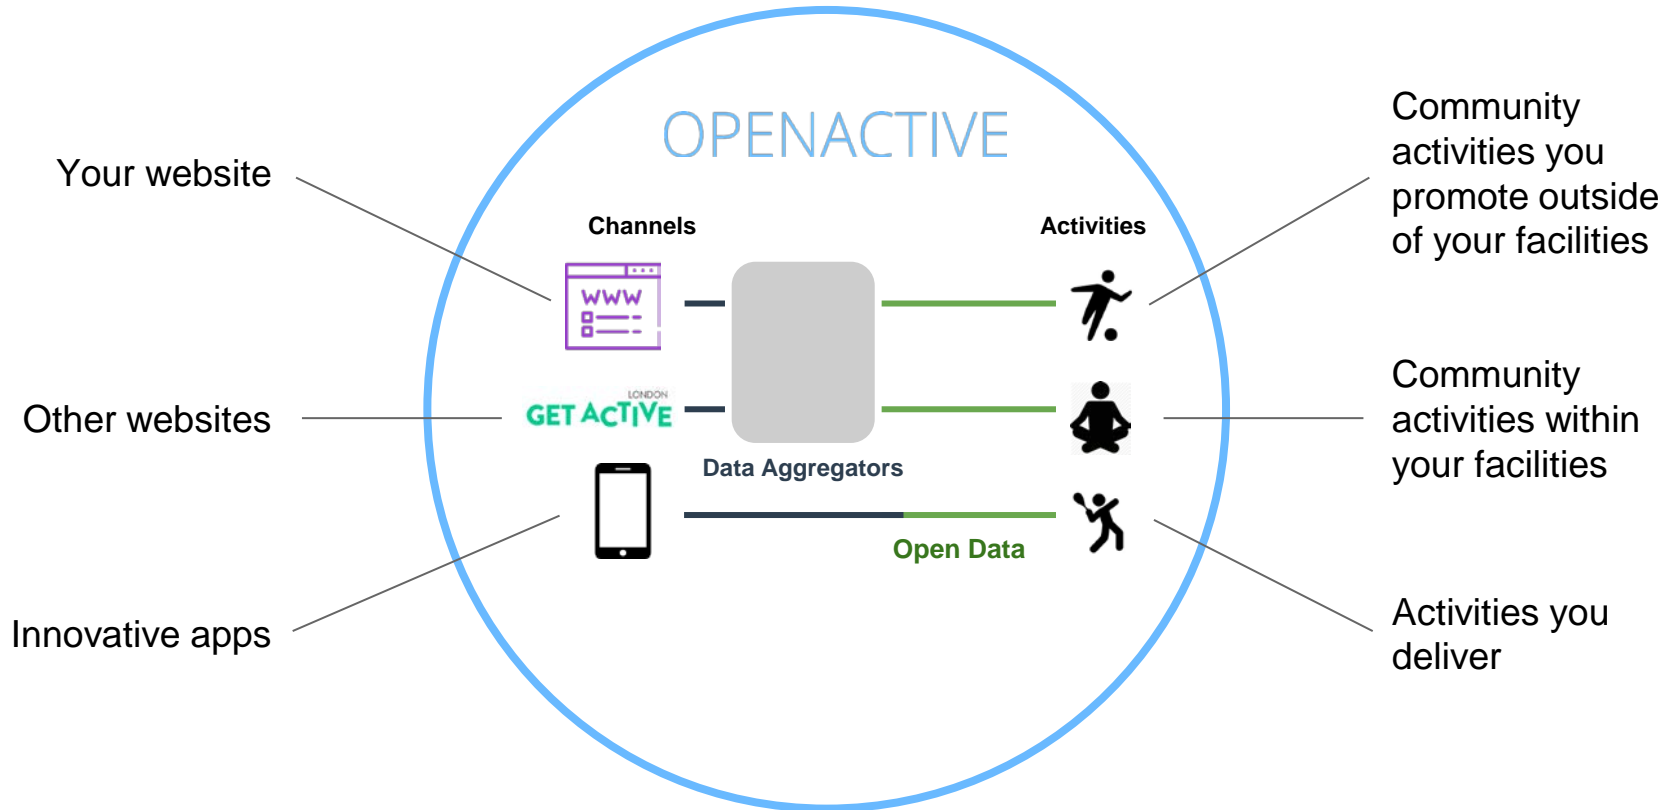 OPENACTIVE
Your website
Other websites
Innovative apps
Channels
WWW
LONDON
GET ACTIVE
Data Aggregators
Open Data
Activities
Community
activities you
promote outside
of your facilities
Community
activities within
your facilities
Activities you
deliver